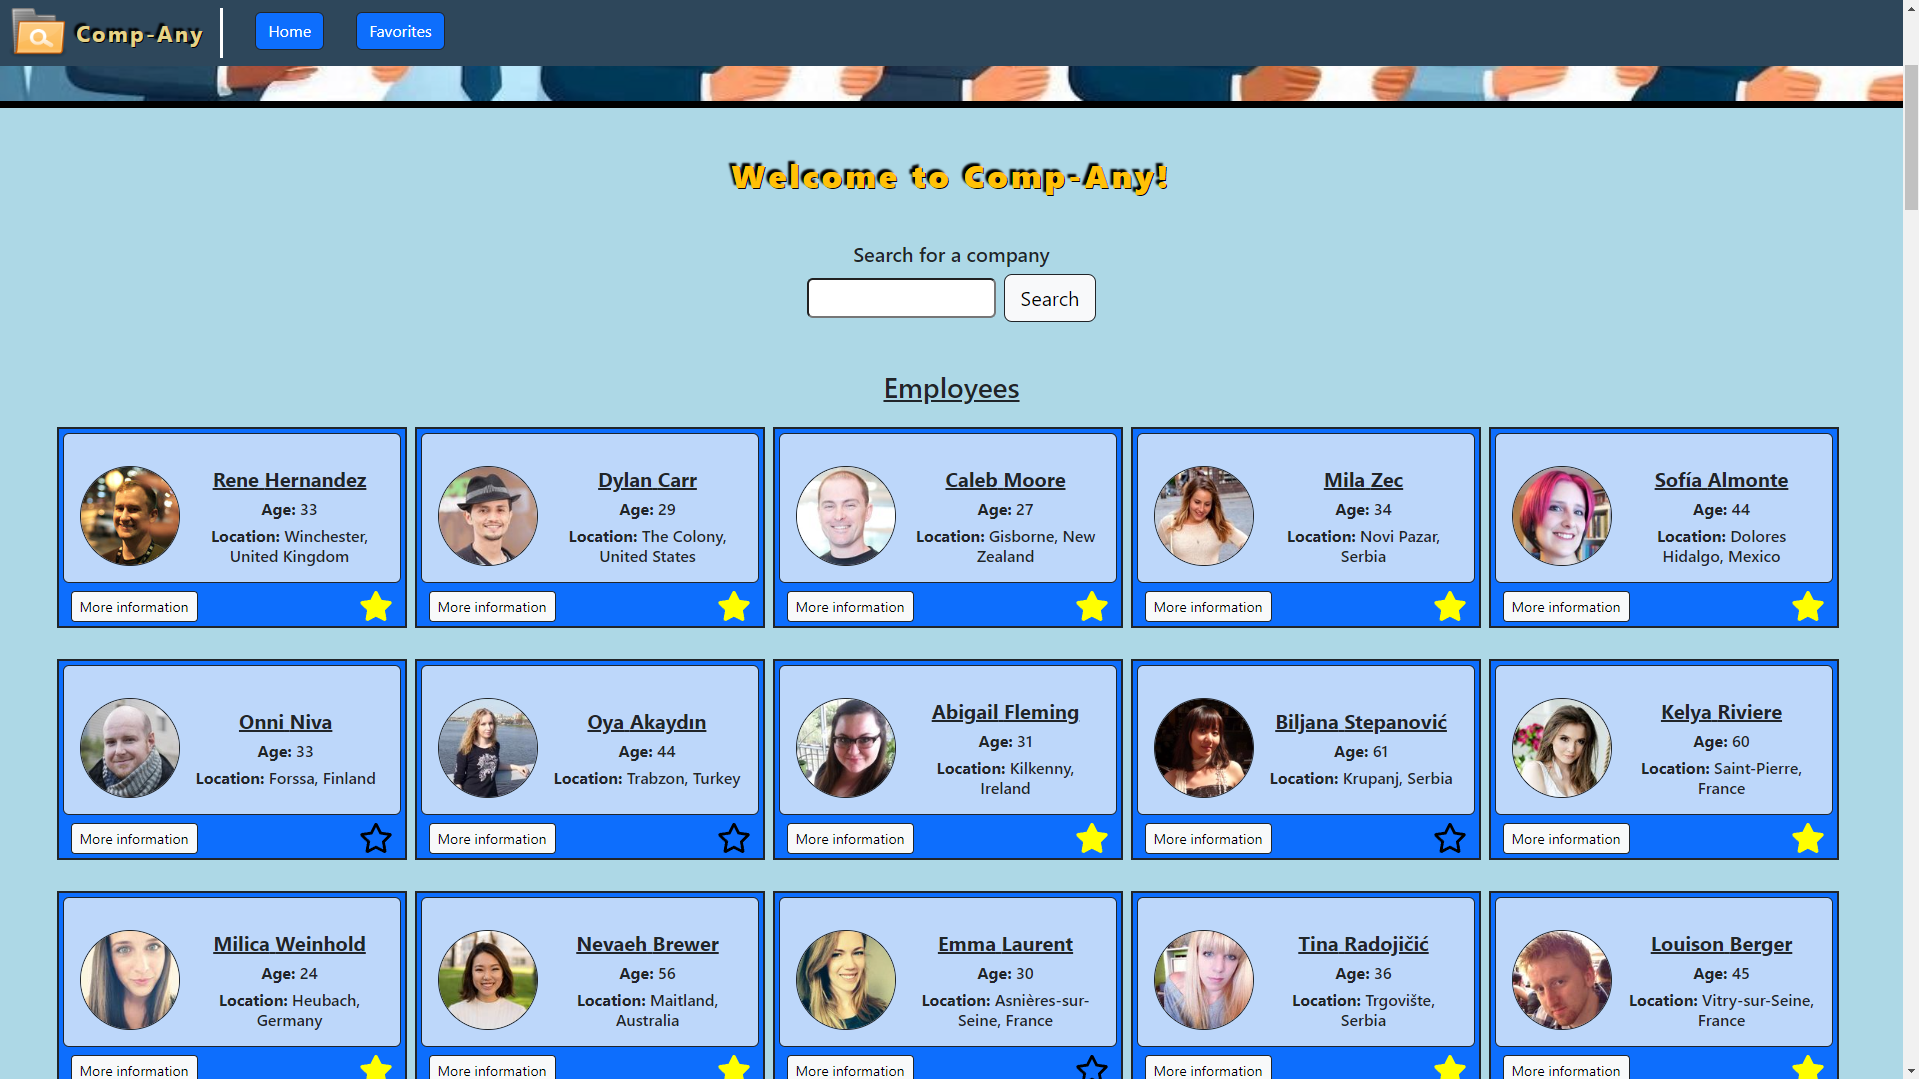 Comp-Any
Home
Favorites
Welcome to Comp-Any!
Search for a company
Search
Employees
Rene Hernandez
Age: 33
Location: Winchester,
United Kingdom
More information
Dylan Carr
Age: 29
Location: The Colony,
United States
More information
Caleb Moore
Age: 27
Location: Gisborne, New
Zealand
More information
Mila Zec
Age: 34
Location: Novi Pazar,
Serbia
More information
Sofía Almonte
Age: 44
Location: Dolores
Hidalgo, Mexico
More information
Onni Niva
Age: 33
Location: Forssa, Finland
More information
Oya Akaydın
Age: 44
Location: Trabzon, Turkey
More information
Abigail Fleming
Age: 31
Location: Kilkenny,
Ireland
More information
Biljana Stepanović
Age: 61
Location: Krupanj, Serbia
More information
Kelya Riviere
Age: 60
Location: Saint-Pierre,
France
More information
Milica Weinhold
Age: 24
Location: Heubach,
Germany
More information
Nevaeh Brewer
Age: 56
Location: Maitland,
Australia
More information
Emma Laurent
Age: 30
Location: Asnières-sur-
Seine, France
More information
Tina Radojičić
Age: 36
Location: Trgovište,
Serbia
More information
Louison Berger
Age: 45
Location: Vitry-sur-Seine,
France
More information